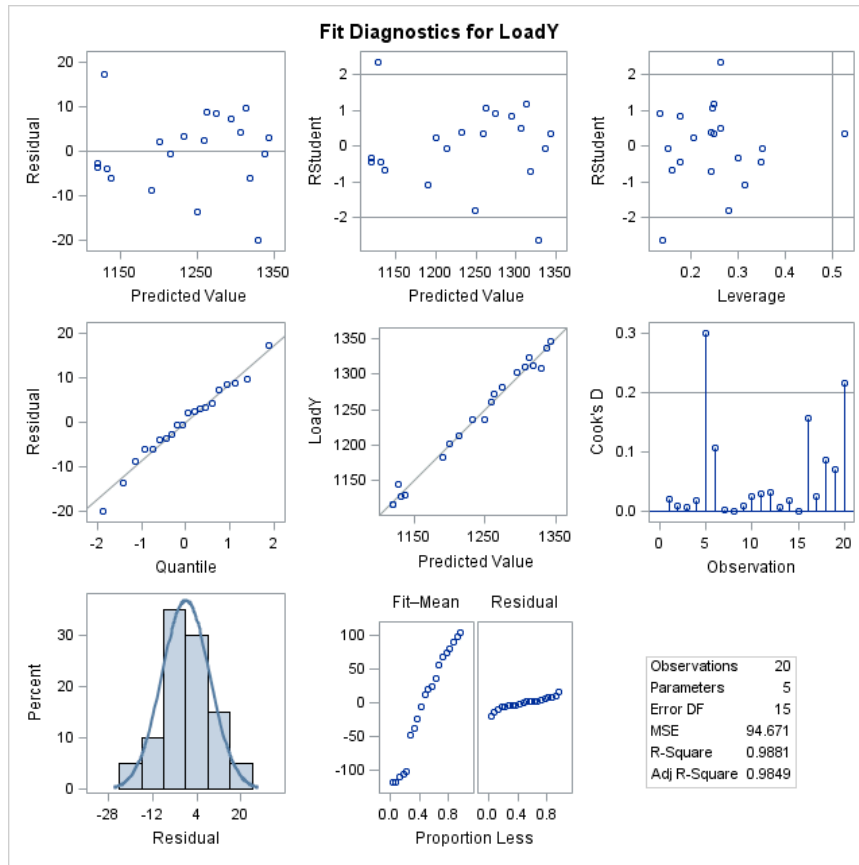 Fit Diagnostics for LoadY
Residual
20
10
0
-10
-20
1150 1250 1350
Predicted Value
RStudent
2
1
0
-1
-2
1150 1200 1250 1300 1350
Predicted Value
RStudent
2
1
0
-1
-2
0.2 0.3 0.4 0.5
Leverage
Residual
20
10
0
-10
-20
-2 -1 0 1 2
Quantile
LoadY
1350
1300
1250
1200
1150
1150 1200 1250 1300 1350
Predicted Value
Cook's D
0.3
0.2
0.1
0.0
0 5 10 15 20
Observation
Percent
30
20
10
0
-28 -12 4 20
Residual
Fit–Mean Residual
100
50
0
-50
-100
0.0 0.4 0.8 0.0 0.4 0.8
Proportion Less
Observations 20
Parameters 5
Error DF 15
MSE 94.671
R-Square 0.9881
Adj R-Square 0.9849